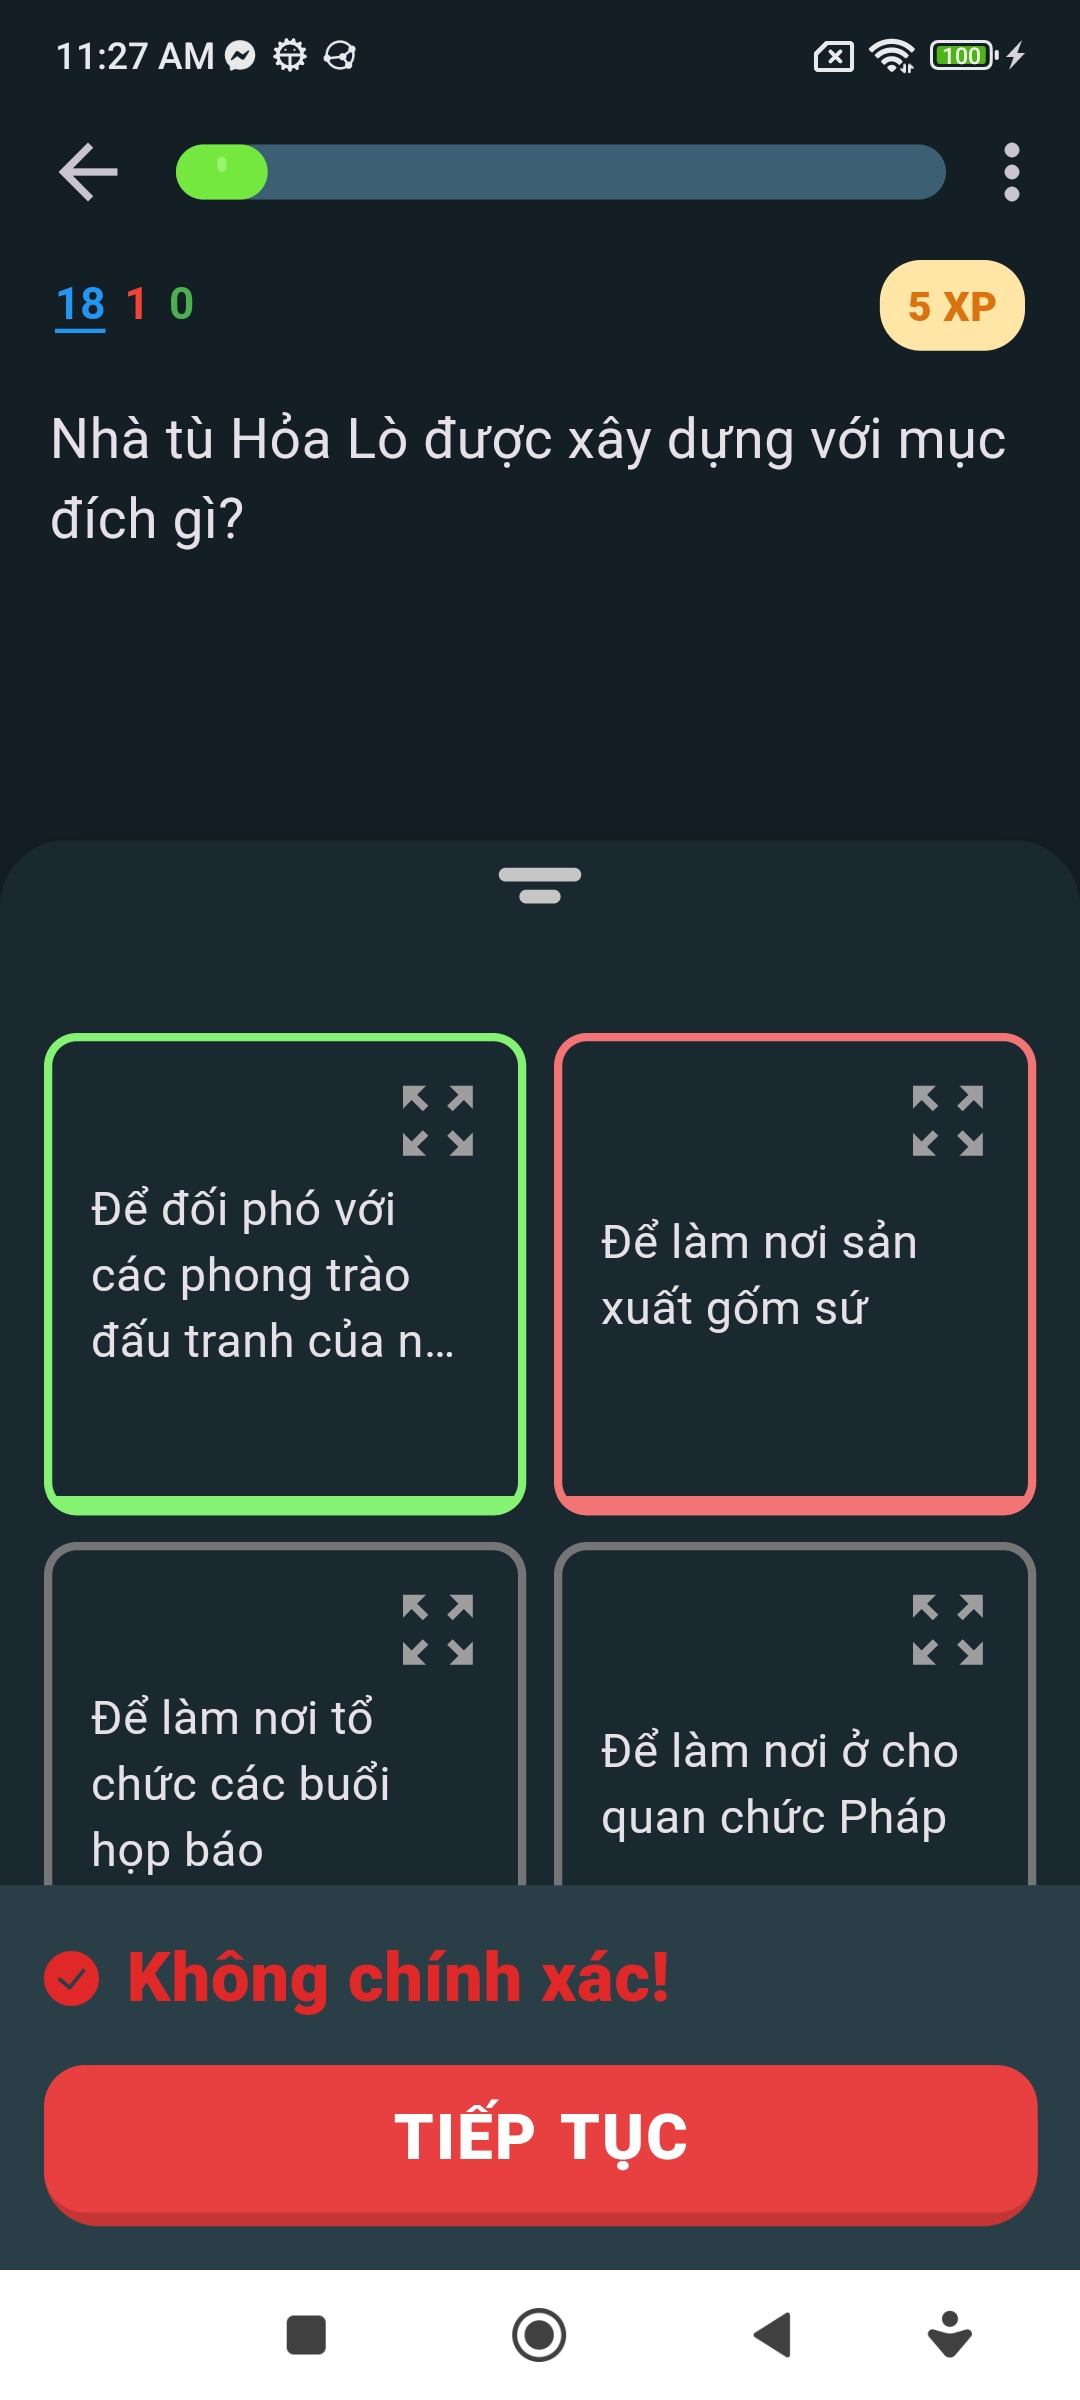 11:27 AM
100
18 1 0
5 XP
Nhà tù Hỏa Lò được xây dựng với mục
đích gì?
Để đối phó với
các phong trào
đấu tranh của n...
Để làm nơi sản
xuất gốm sứ
Để làm nơi tổ
chức các buổi
họp báo
Để làm nơi ở cho
quan chức Pháp
Không chính xác!
TIẾP TỤC